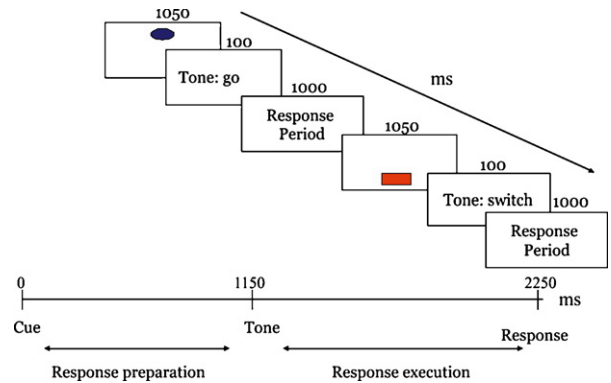 1050
100
Tone: go
1000
ms
Response
Period
1050
100
Tone: switch
1000
Response
Period
0
1150
2250
ms
Cue
Tone
Response
Response preparation
Response execution